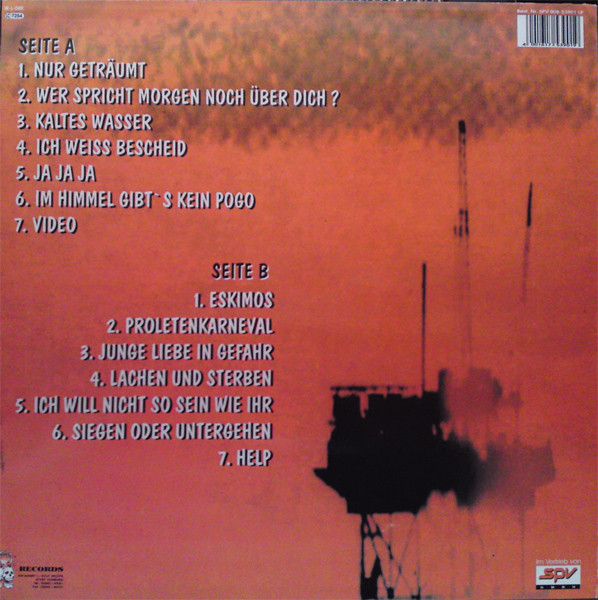 SEITE A
1. NUR GETRÄUMT
2. WER SPRICHT MORGEN NOCH ÜBER DICH ?
3. KALTES WASSER
4. ICH WEISS BESCHEID
5. JA JA JA
6. IM HIMMEL GIBT`S KEIN POGO
7. VIDEO
SEITE B
1. ESKIMOS
2. PROLETENKARNEVAL
3. JUNGE LIEBE IN GEFAHR
4. LACHEN UND STERBEN
5. ICH WILL NICHT SO SEIN WIE IHR
6. SIEGEN ODER UNTERGEHEN
7. HELP
RECORDS
im Vertrieb von
SPV